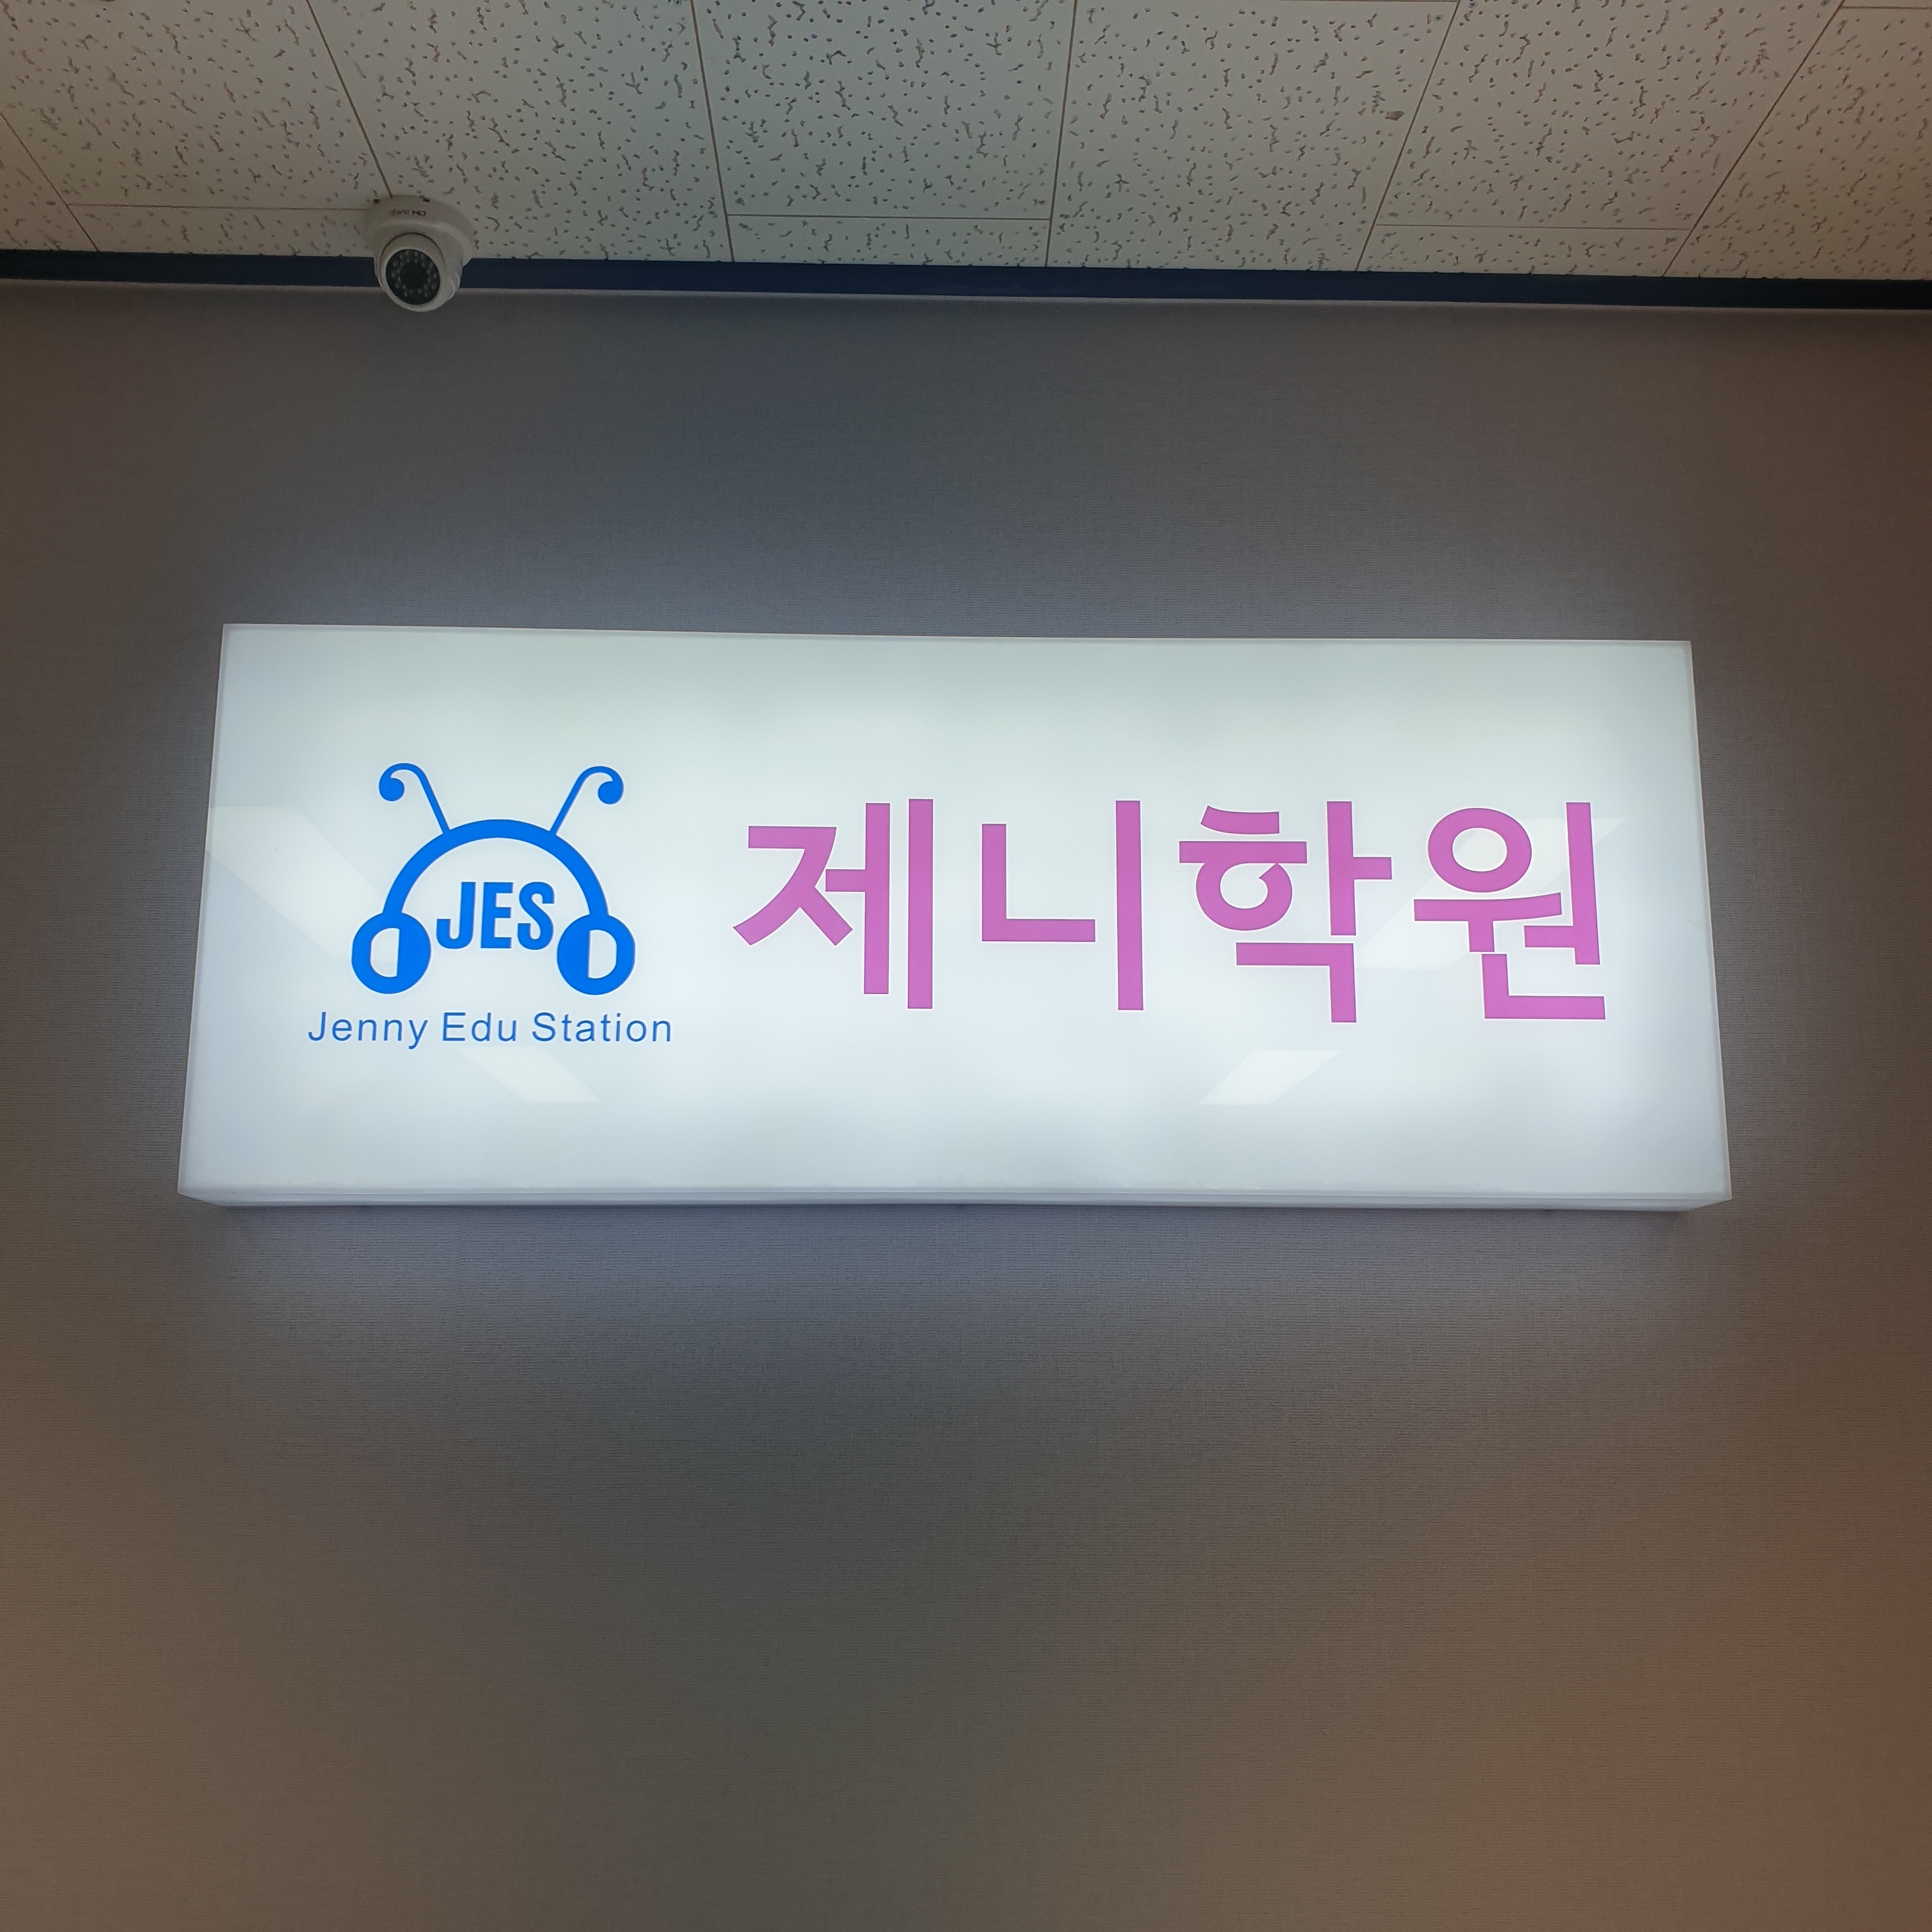 JES
Jenny Edu Station
제니학원